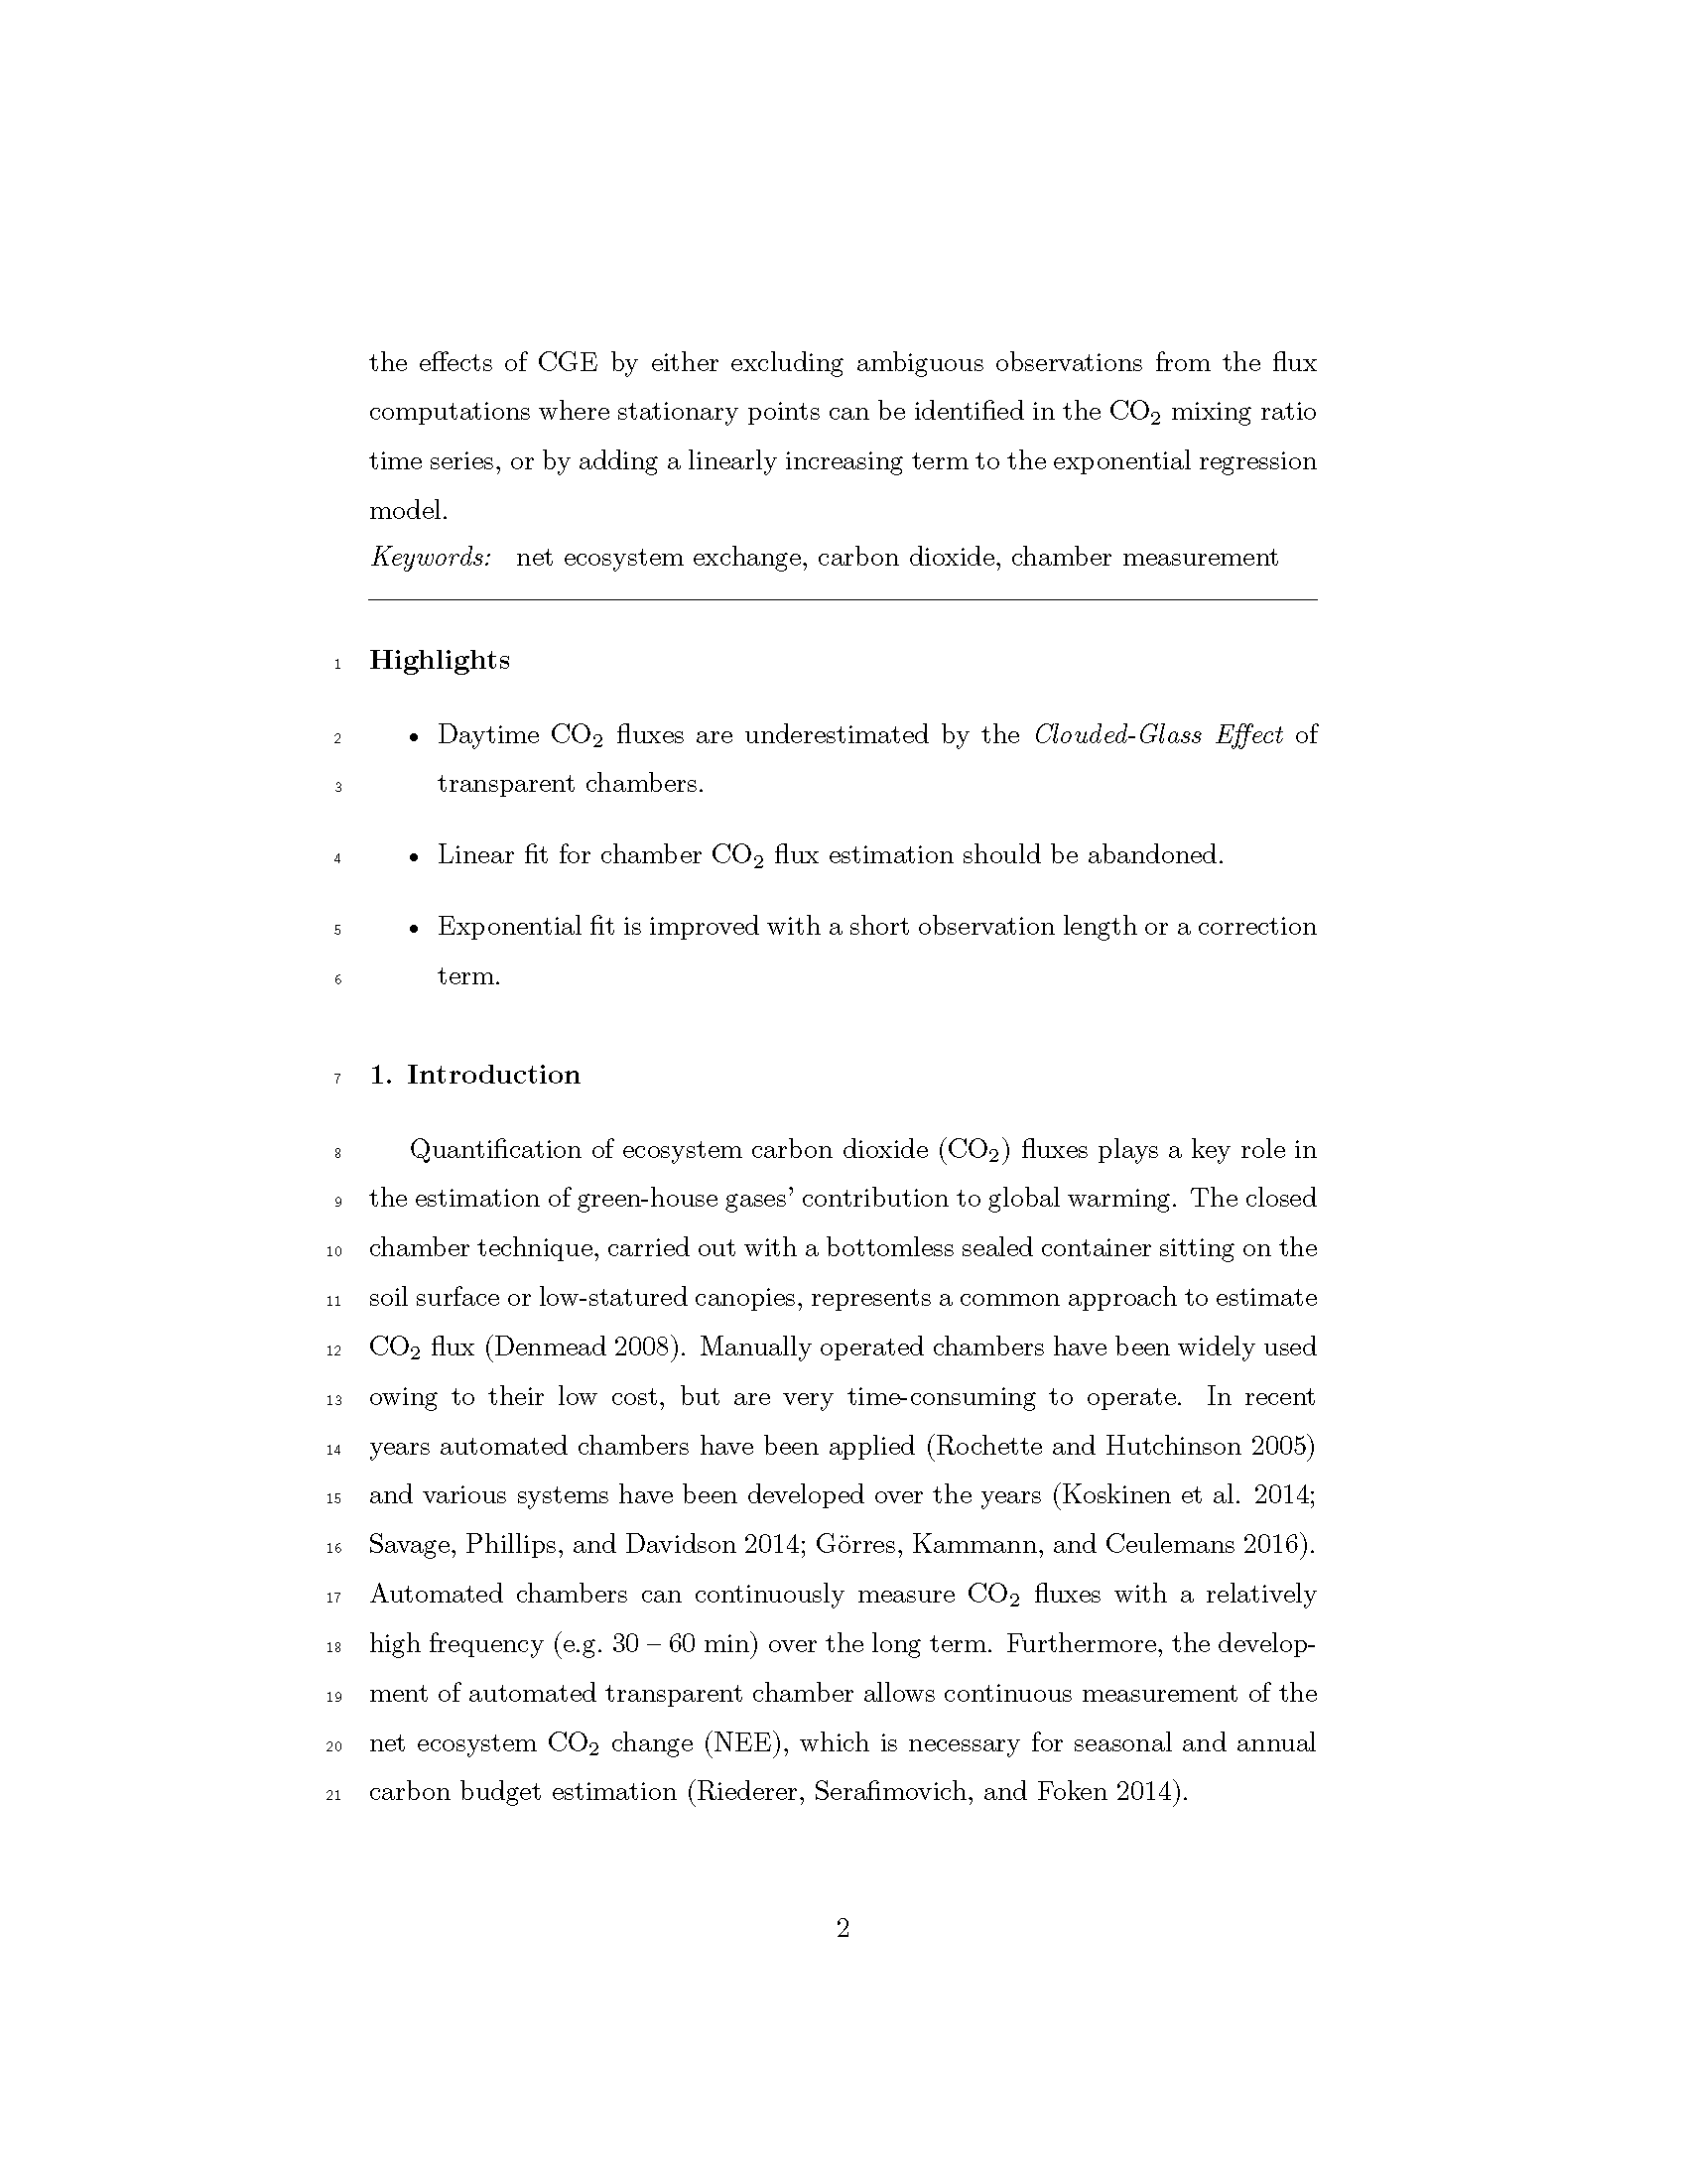 the effects of CGE by either excluding ambiguous observations from the flux
computations where stationary points can be identified in the CO₂ mixing ratio
time series, or by adding a linearly increasing term to the exponential regression
model.
Keywords: net ecosystem exchange, carbon dioxide, chamber measurement
1 Highlights
2 • Daytime CO₂ fluxes are underestimated by the Clouded-Glass Effect of
3 transparent chambers.
4 • Linear fit for chamber CO₂ flux estimation should be abandoned.
5 • Exponential fit is improved with a short observation length or a correction
6 term.
7 1. Introduction
8 Quantification of ecosystem carbon dioxide (CO₂) fluxes plays a key role in
9 the estimation of green-house gases' contribution to global warming. The closed
10 chamber technique, carried out with a bottomless sealed container sitting on the
11 soil surface or low-statured canopies, represents a common approach to estimate
12 CO₂ flux (Denmead 2008). Manually operated chambers have been widely used
13 owing to their low cost, but are very time-consuming to operate. In recent
14 years automated chambers have been applied (Rochette and Hutchinson 2005)
15 and various systems have been developed over the years (Koskinen et al. 2014;
16 Savage, Phillips, and Davidson 2014; Görres, Kammann, and Ceulemans 2016).
17 Automated chambers can continuously measure CO₂ fluxes with a relatively
18 high frequency (e.g. 30 – 60 min) over the long term. Furthermore, the develop-
19 ment of automated transparent chamber allows continuous measurement of the
20 net ecosystem CO₂ change (NEE), which is necessary for seasonal and annual
21 carbon budget estimation (Riederer, Serafimovich, and Foken 2014).
2